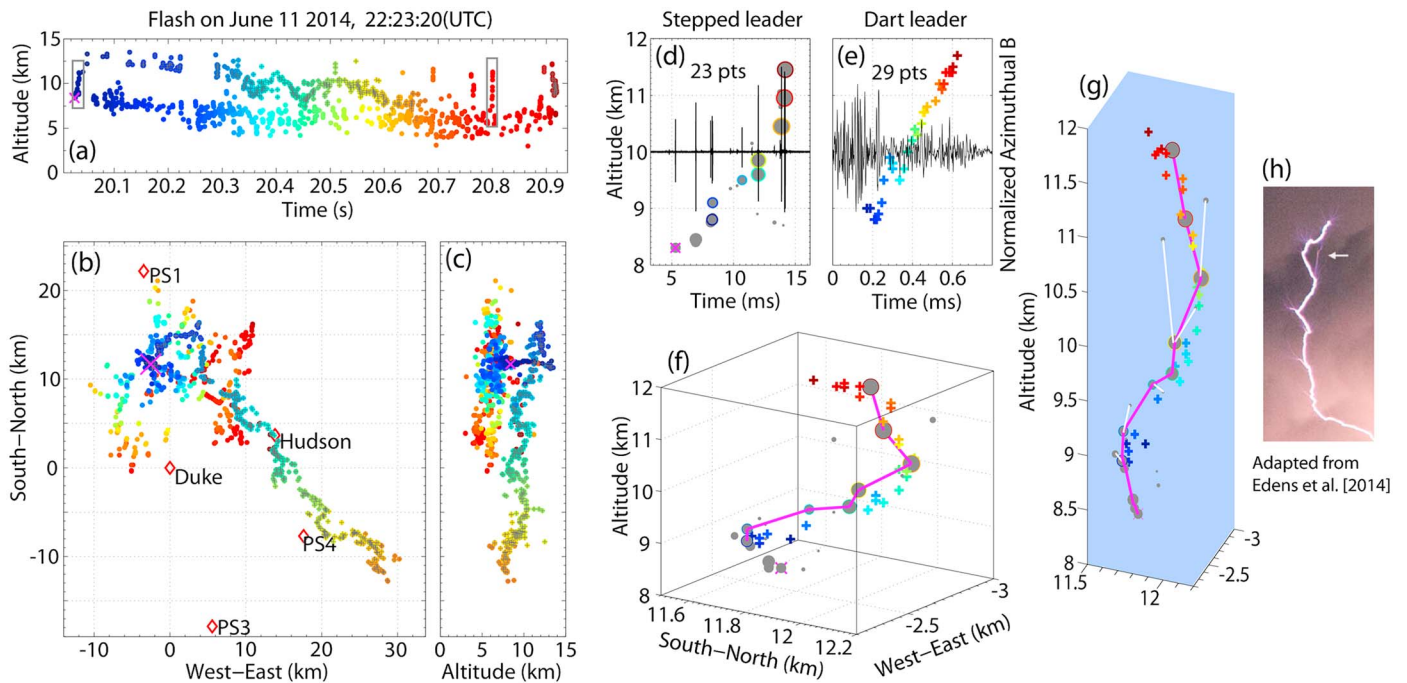 Flash on June 11 2014, 22:23:20(UTC)
Altitude (km)
15
10
5
0
(a)
20.1 20.2 20.3 20.4 20.5 20.6 20.7 20.8 20.9
Time (s)
Stepped leader
(d)
23 pts
Altitude (km)
12
11
10
9
8
5 10 15
Time (ms)
Dart leader
(e)
29 pts
0 0.2 0.4 0.6
Time (ms)
Normalized Azimuthual B
(b)
PS1
Hudson
Duke
PS4
PS3
South−North (km)
20
10
0
−10
−10 0 10 20 30
West−East (km)
(c)
0 5 10 15
Altitude (km)
(f)
Altitude (km)
12
11
10
9
8
11.6
11.8
12
12.2
South−North (km)
−3
−2.5
West−East (km)
(g)
Altitude (km)
12
11.5
11
10.5
10
9.5
9
8.5
8
11.5
12
−3
−2.5
(h)
Adapted from
Edens et al. [2014]